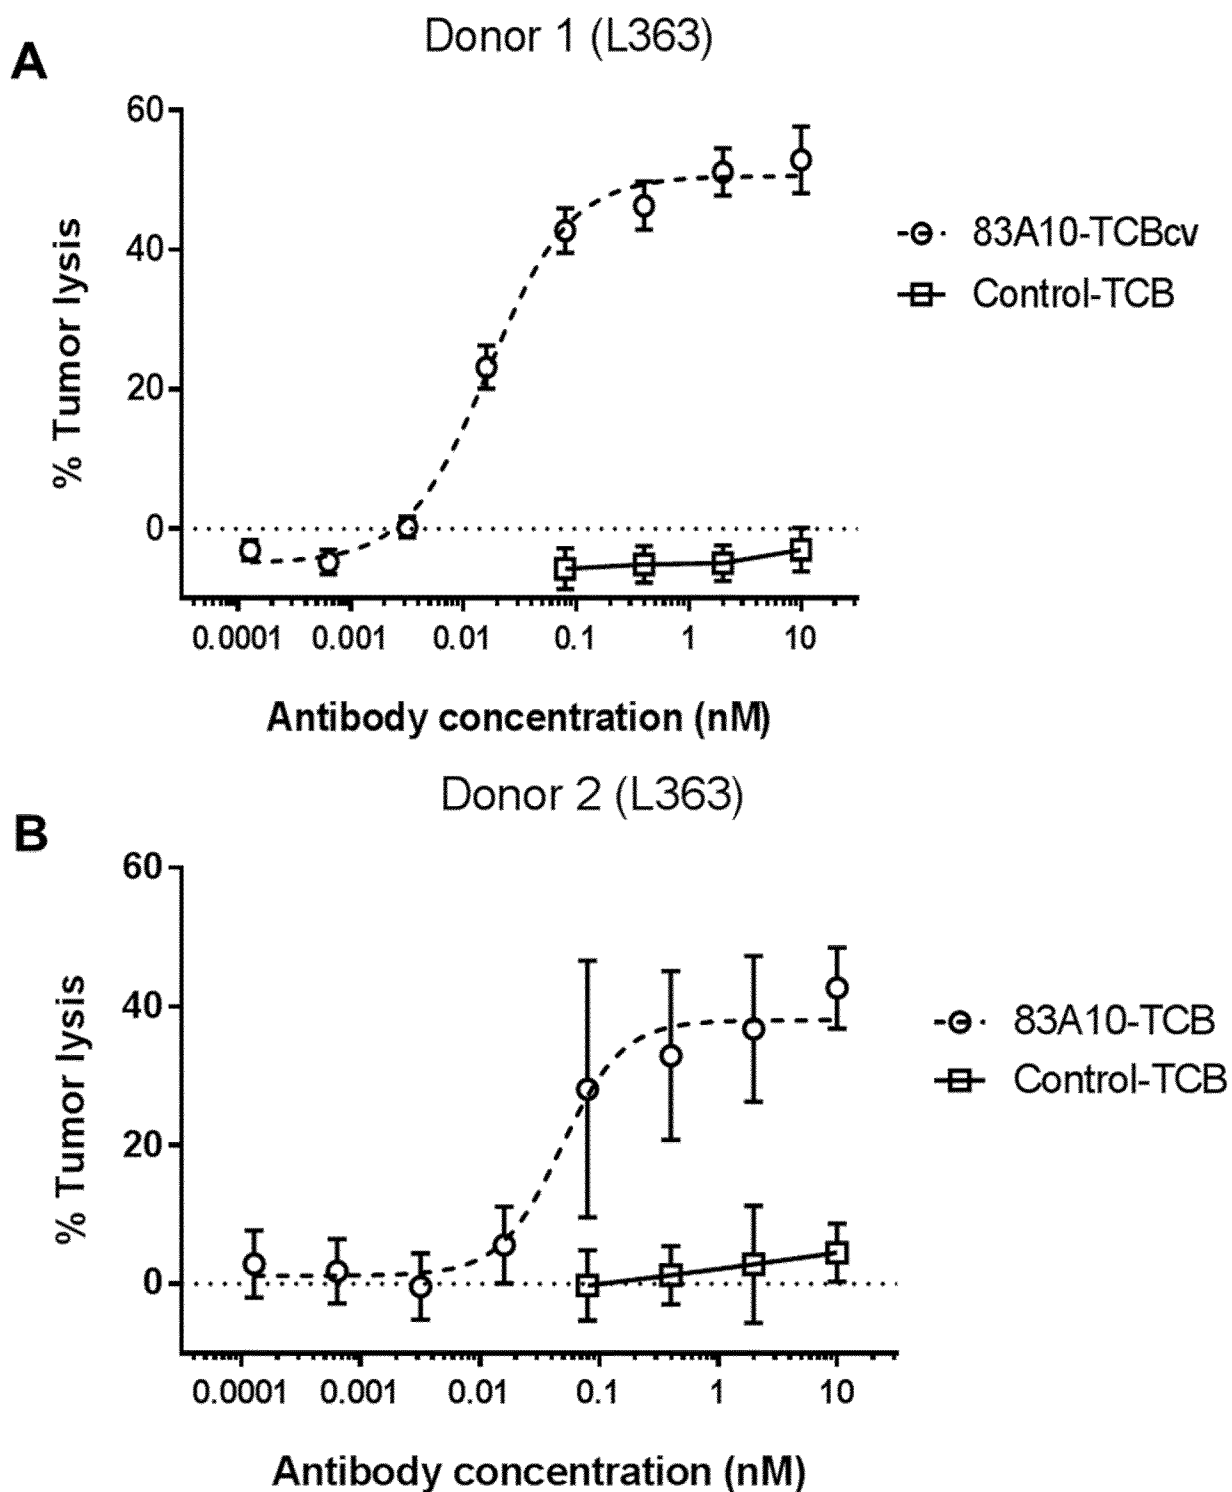 A
Donor 1 (L363)
60
40
20
0
% Tumor lysis
0.0001 0.001 0.01 0.1 1 10
Antibody concentration (nM)
83A10-TCBcv
Control-TCB
B
Donor 2 (L363)
60
40
20
0
% Tumor lysis
0.0001 0.001 0.01 0.1 1 10
Antibody concentration (nM)
83A10-TCB
Control-TCB